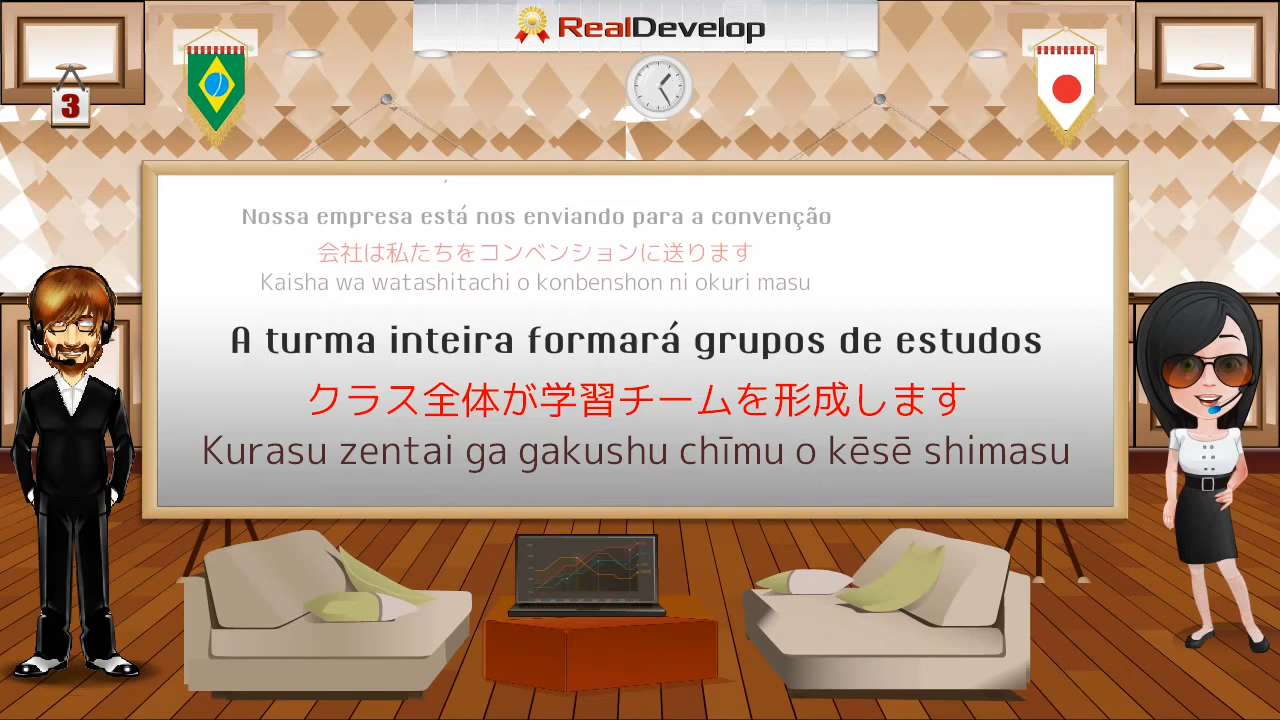 RealDevelop
3
Nossa empresa está nos enviando para a convenção
会社は私たちをコンベンションに送ります
Kaisha wa watashitachi o konbenshon ni okuri masu
A turma inteira formará grupos de estudos
クラス全体が学習チームを形成します
Kurasu zentai ga gakushu chīmu o kēsē shimasu